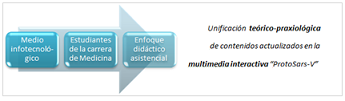 Medio
infotecnoló-
gico
Estudiantes
de la carrera
de Medicina
Enfoque
didáctico
asistencial
Unificación teórico-praxiológica
de contenidos actualizados en la
multimedia interactiva "ProtoSars-V"